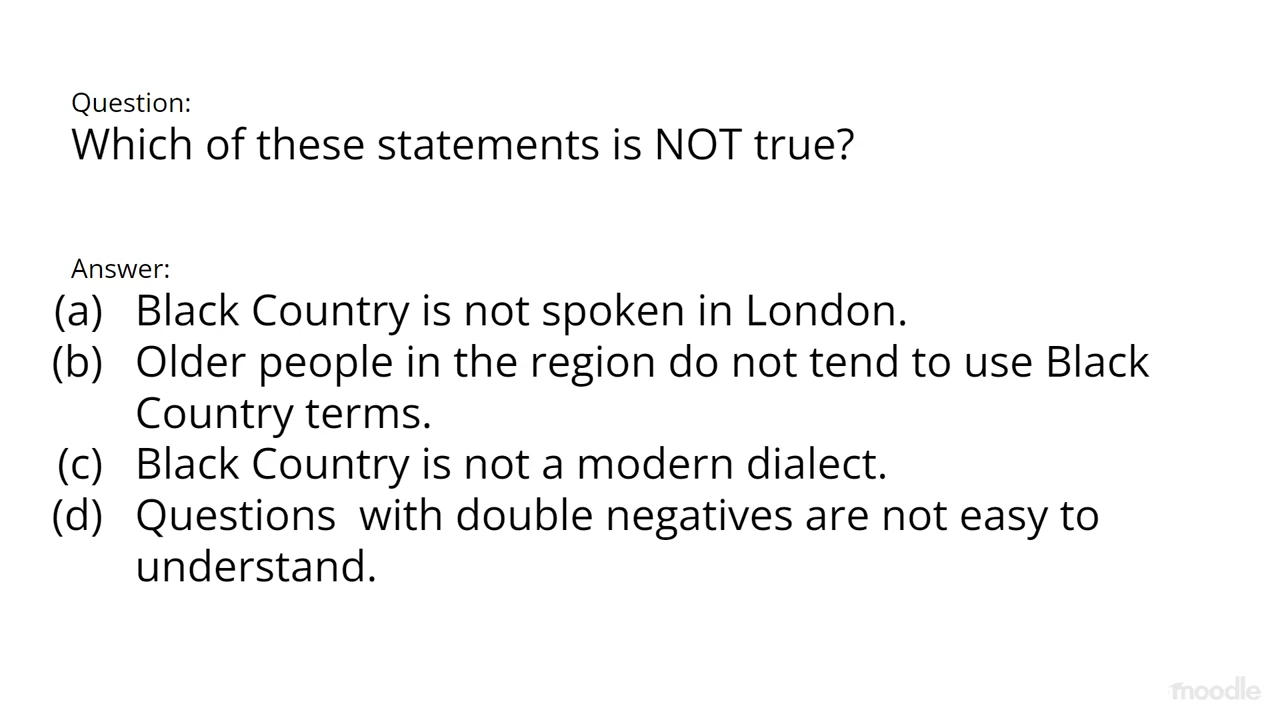 Question:
Which of these statements is NOT true?
Answer:
(a) Black Country is not spoken in London.
(b) Older people in the region do not tend to use Black
Country terms.
(c) Black Country is not a modern dialect.
(d) Questions  with double negatives are not easy to
understand.
moodle